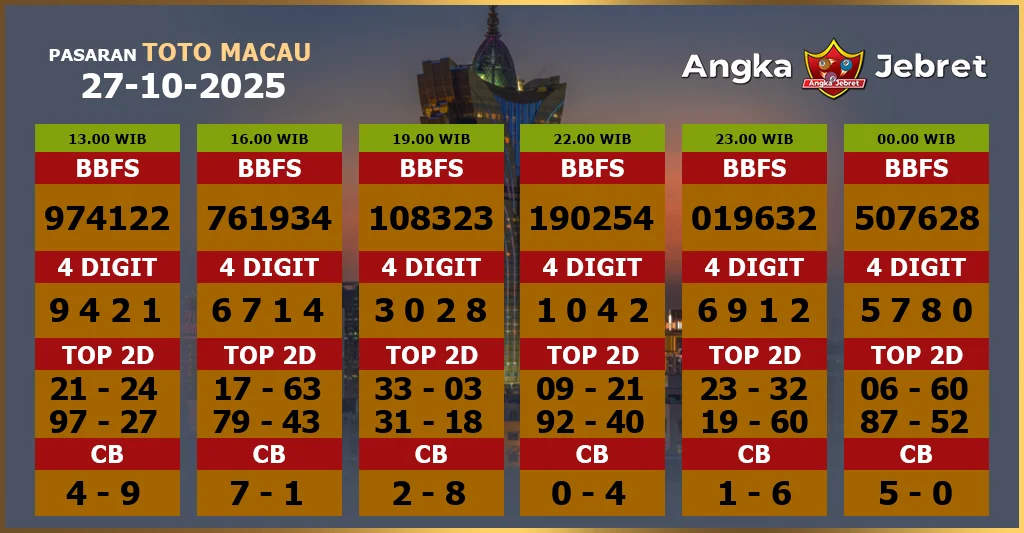 PASARAN TOTO MACAU
27-10-2025
Angka Jebret
Angka Jebret
13.00 WIB
BBFS
974122
4 DIGIT
9 4 2 1
TOP 2D
21 - 24
97 - 27
CB
4 - 9
16.00 WIB
BBFS
761934
4 DIGIT
6 7 1 4
TOP 2D
17 - 63
79 - 43
CB
7 - 1
19.00 WIB
BBFS
108323
4 DIGIT
3 0 2 8
TOP 2D
33 - 03
31 - 18
CB
2 - 8
22.00 WIB
BBFS
190254
4 DIGIT
1 0 4 2
TOP 2D
09 - 21
92 - 40
CB
0 - 4
23.00 WIB
BBFS
019632
4 DIGIT
6 9 1 2
TOP 2D
23 - 32
19 - 60
CB
1 - 6
00.00 WIB
BBFS
507628
4 DIGIT
5 7 8 0
TOP 2D
06 - 60
87 - 52
CB
5 - 0